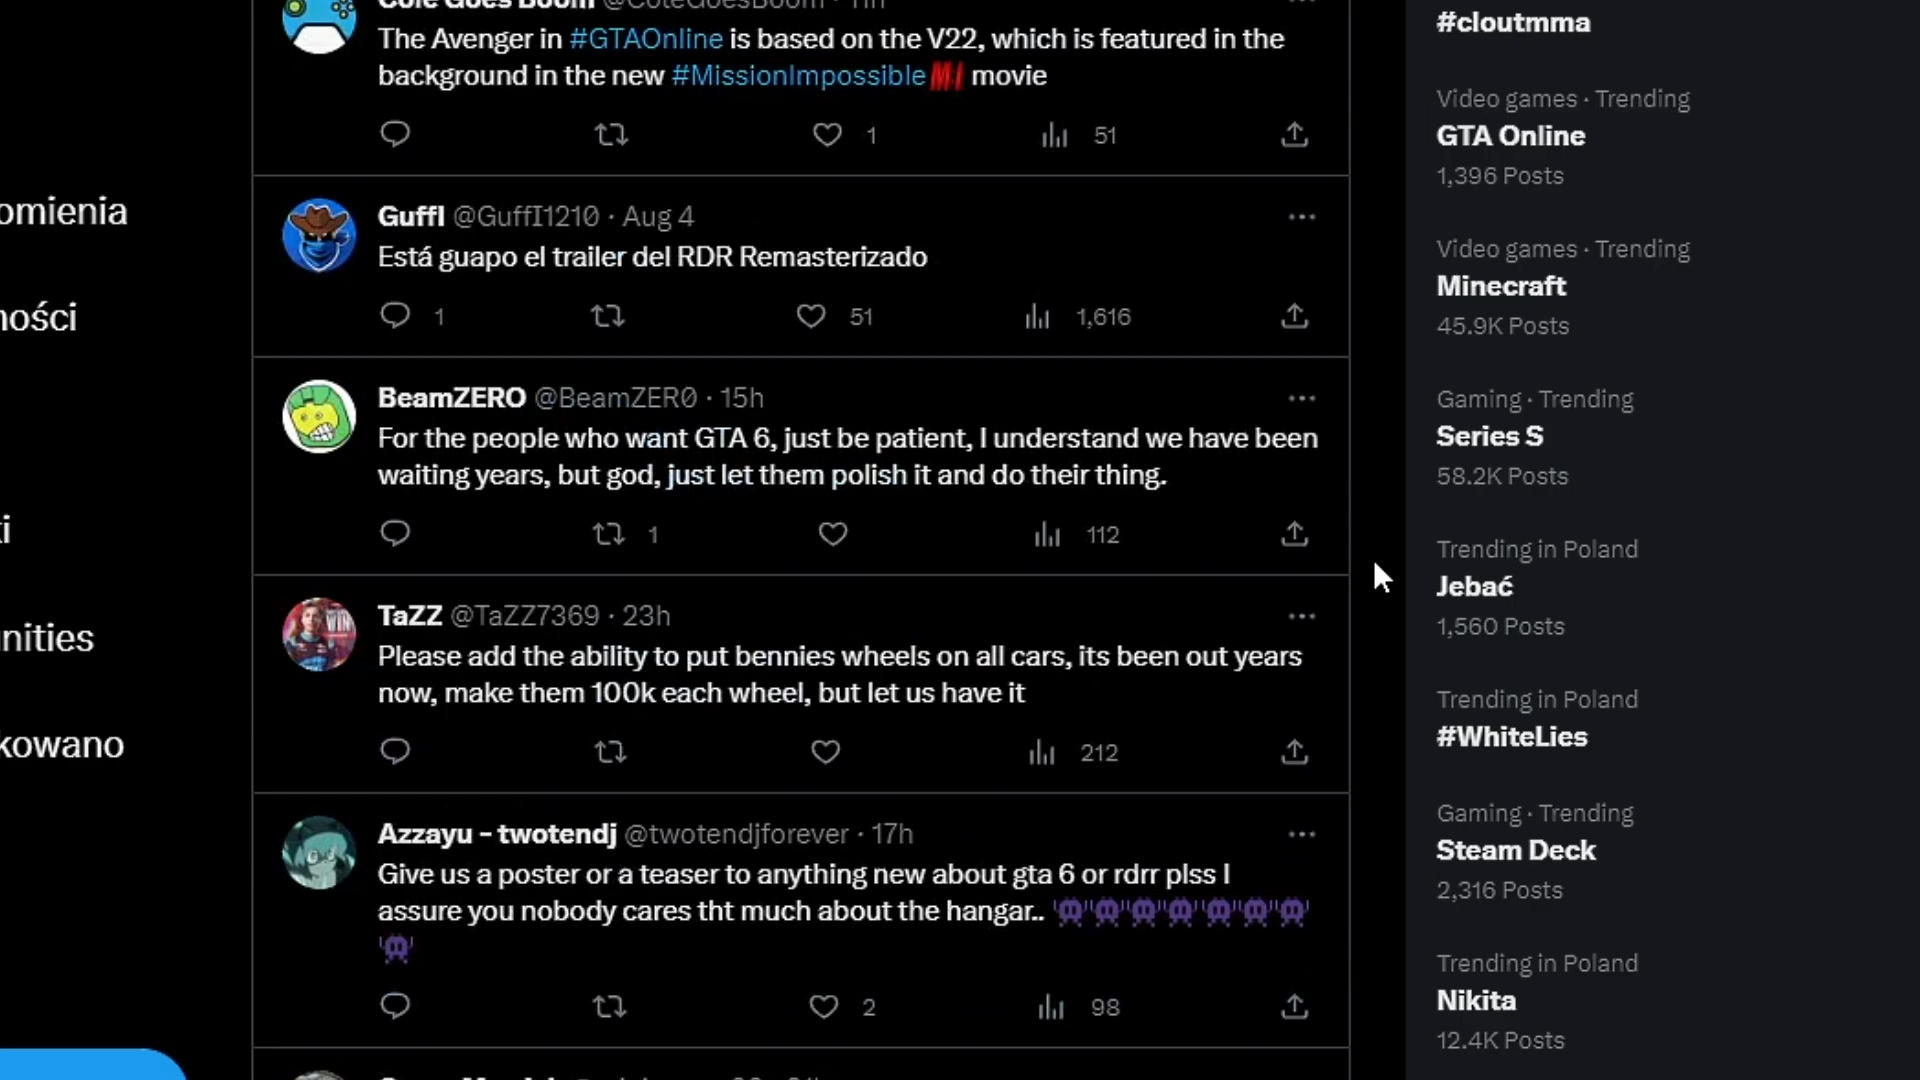 The Avenger in #GTAOnline is based on the V22, which is featured in the
background in the new #MissionImpossible movie
1
51
Guffl @GuffI1210 · Aug 4
Está guapo el trailer del RDR Remasterizado
1
51
1,616
BeamZERO @BeamZER0 · 15h
For the people who want GTA 6, just be patient, I understand we have been
waiting years, but god, just let them polish it and do their thing.
1
112
TaZZ @TaZZ7369 · 23h
Please add the ability to put bennies wheels on all cars, its been out years
now, make them 100k each wheel, but let us have it
212
Azzayu - twotendj @twotendjforever · 17h
Give us a poster or a teaser to anything new about gta 6 or rdrr plss I
assure you nobody cares tht much about the hangar..
2
98
omienia
ności
i
nities
kowano
#cloutmma
Video games · Trending
GTA Online
1,396 Posts
Video games · Trending
Minecraft
45.9K Posts
Gaming · Trending
Series S
58.2K Posts
Trending in Poland
Jebać
1,560 Posts
Trending in Poland
#WhiteLies
Gaming · Trending
Steam Deck
2,316 Posts
Trending in Poland
Nikita
12.4K Posts